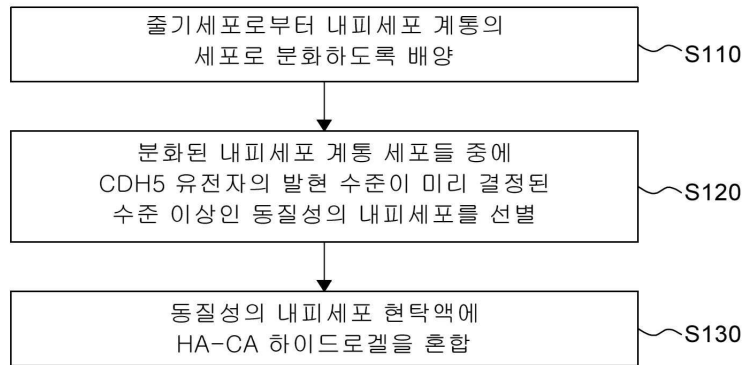 줄기세포로부터 내피세포 계통의
세포로 분화하도록 배양
S110
분화된 내피세포 계통 세포들 중에
CDH5 유전자의 발현 수준이 미리 결정된
수준 이상인 동질성의 내피세포를 선별
S120
동질성의 내피세포 현탁액에
HA-CA 하이드로겔을 혼합
S130